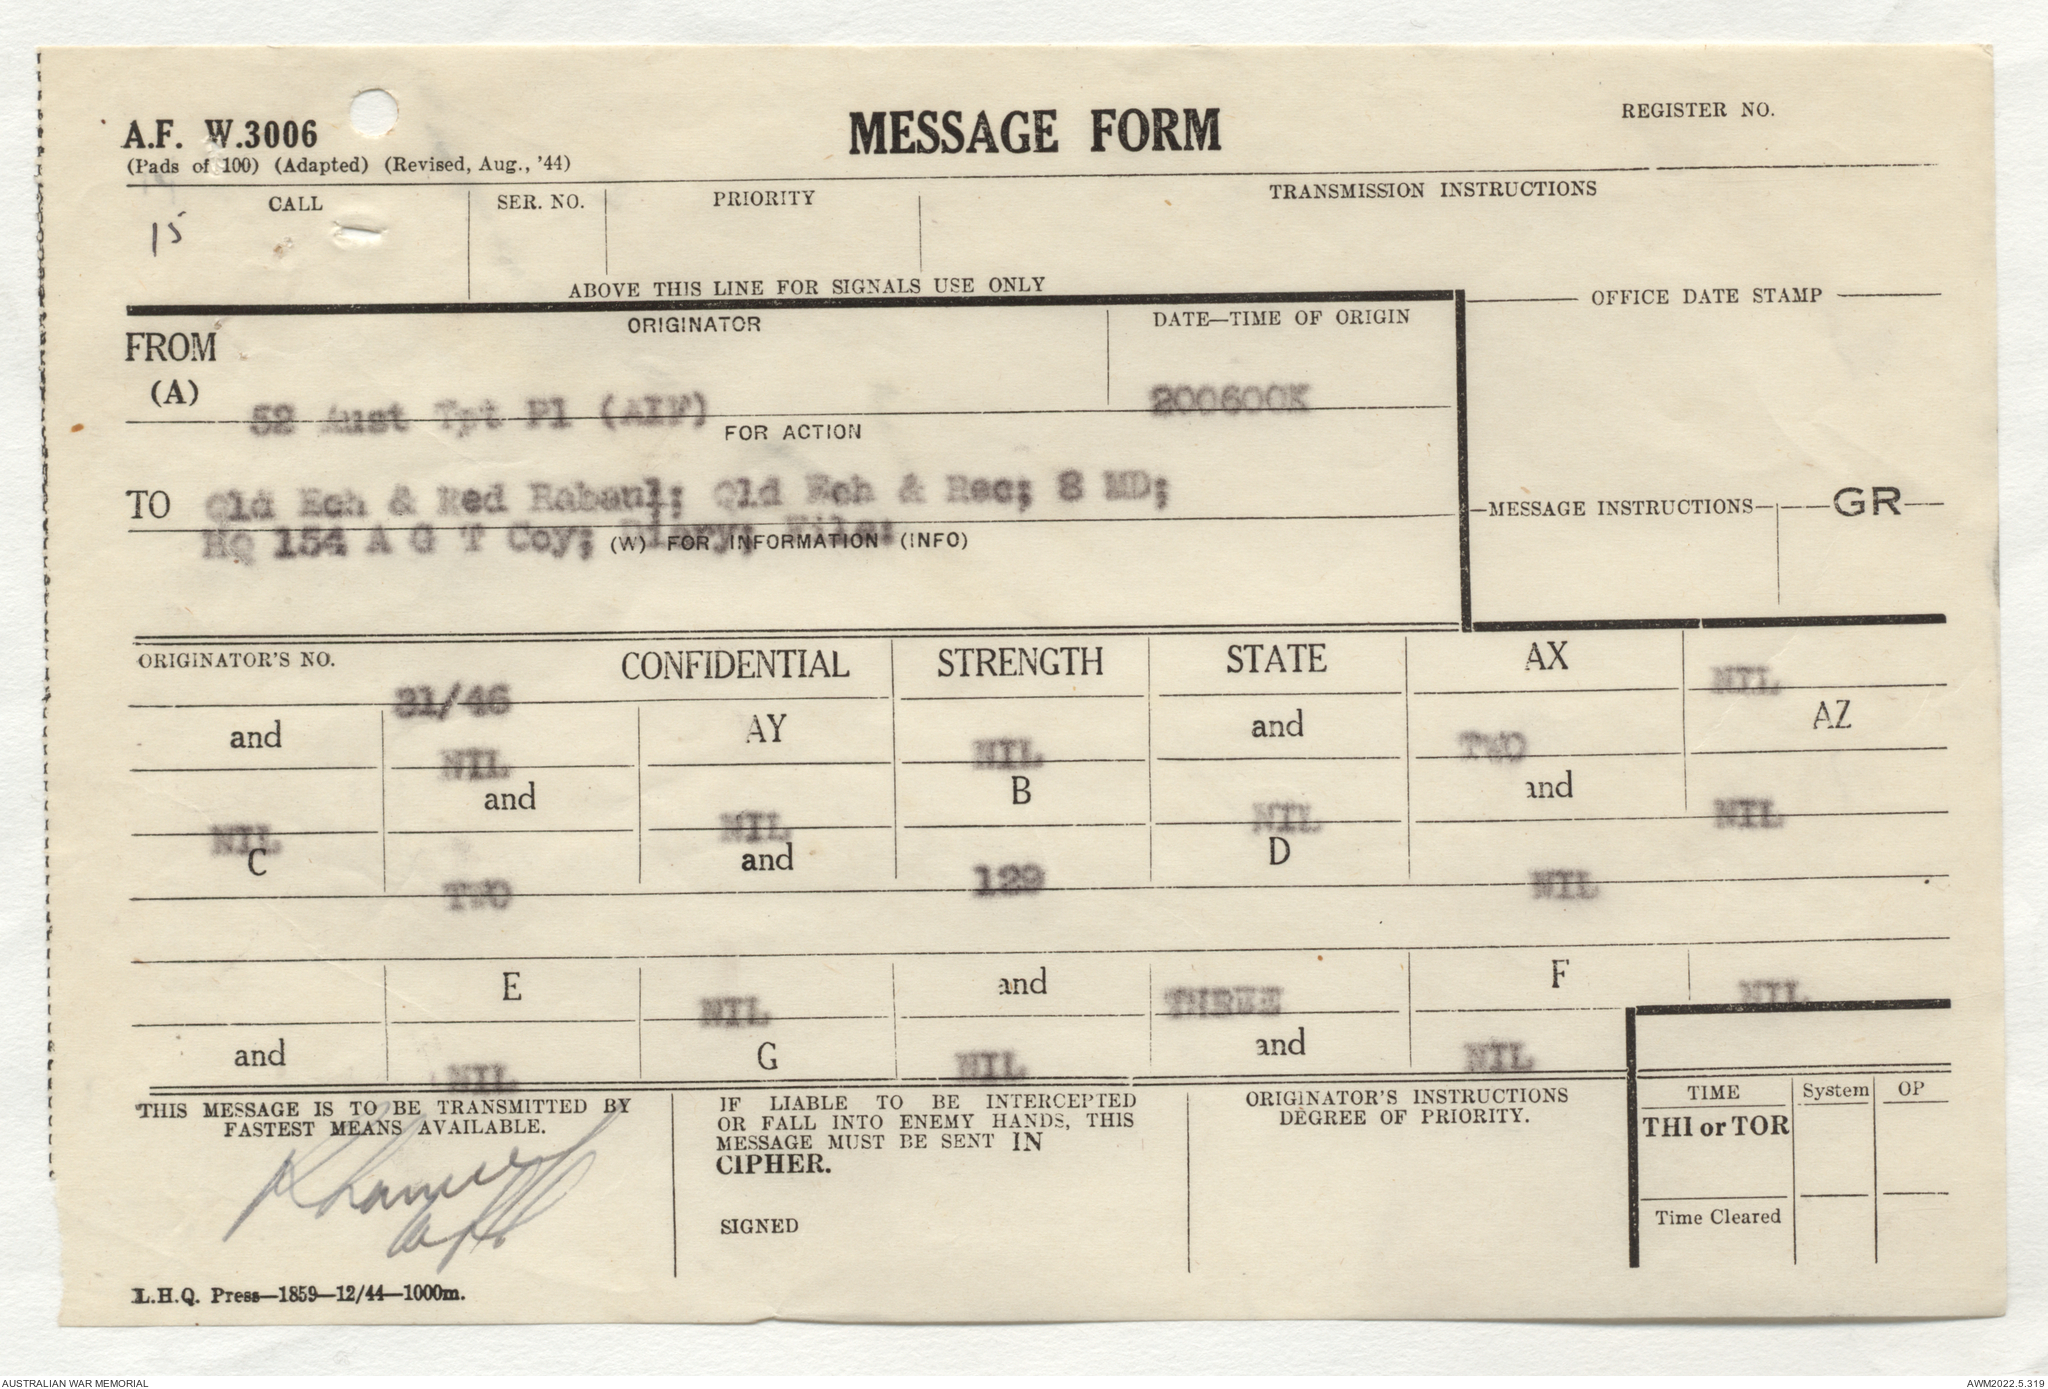 A.F. W.3006
(Pads of 100) (Adapted) (Revised, Aug., '44)
MESSAGE FORM
REGISTER NO.
CALL
SER. NO.
PRIORITY
TRANSMISSION INSTRUCTIONS
15
ABOVE THIS LINE FOR SIGNALS USE ONLY
OFFICE DATE STAMP
FROM
(A)
ORIGINATOR
DATE—TIME OF ORIGIN
52 Aust Tpt Pl (AIF)
200600K
FOR ACTION
TO
Qld Ech & Red Rabaul; Qld Ech & Rec; 8 MD;
HQ 154 A G T Coy; Diary; File:
(W) FOR INFORMATION (INFO)
MESSAGE INSTRUCTIONS
GR
ORIGINATOR'S NO.
31/46
CONFIDENTIAL
STRENGTH
STATE
AX
NIL
and
NIL
AY
NIL
and
TWO
AZ
NIL
and
NIL
B
NIL
and
NIL
C
TWO
and
129
D
NIL
E
NIL
and
THREE
F
NIL
and
NIL
G
NIL
and
NIL
THIS MESSAGE IS TO BE TRANSMITTED BY
FASTEST MEANS AVAILABLE.
IF LIABLE TO BE INTERCEPTED
OR FALL INTO ENEMY HANDS, THIS
MESSAGE MUST BE SENT IN
CIPHER.
SIGNED
ORIGINATOR'S INSTRUCTIONS
DEGREE OF PRIORITY.
TIME
System
OP
THI or TOR
Time Cleared
L.H.Q. Press—1859—12/44—1000m.
AUSTRALIAN WAR MEMORIAL
AWM2022.5.319